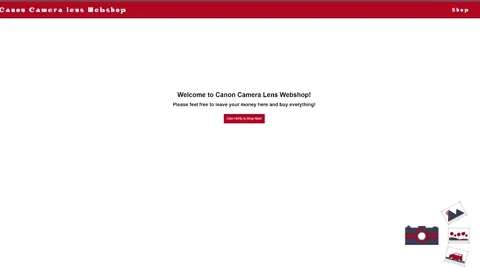 Canon Camera lens Webshop
Shop
Welcome to Canon Camera Lens Webshop!
Please feel free to leave your money here and buy everything!
Click HERE to Shop Now!